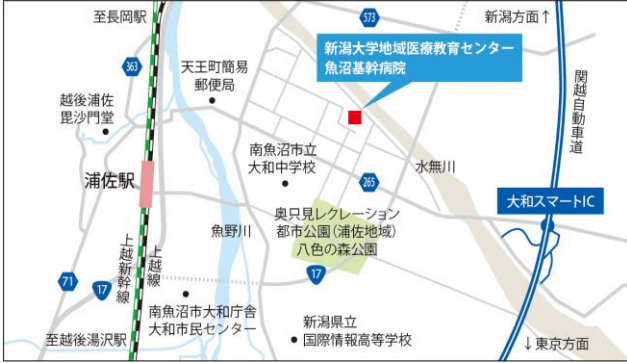 至長岡駅
573
新潟方面↑
新潟大学地域医療教育センター
魚沼基幹病院
363
天王町簡易
郵便局
関越自動車道
越後浦佐
毘沙門堂
南魚沼市立
大和中学校
水無川
浦佐駅
265
大和スマートIC
奥只見レクレーション
都市公園(浦佐地域)
八色の森公園
魚野川
上越新幹線
上越線
17
71
17
南魚沼市大和庁舎
大和市民センター
新潟県立
国際情報高等学校
至越後湯沢駅
↓東京方面